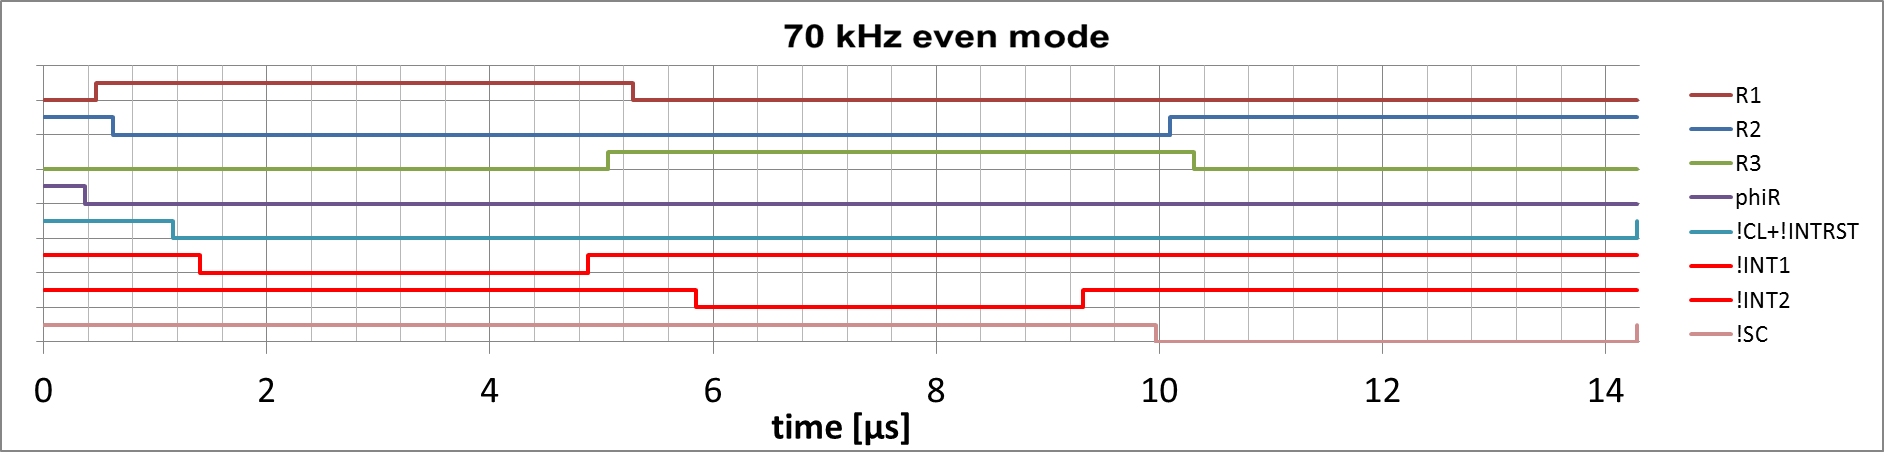 70 kHz even mode
R1
R2
R3
phiR
!CL+!INTRST
!INT1
!INT2
!SC
0 2 4 6 8 10 12 14
time [µs]